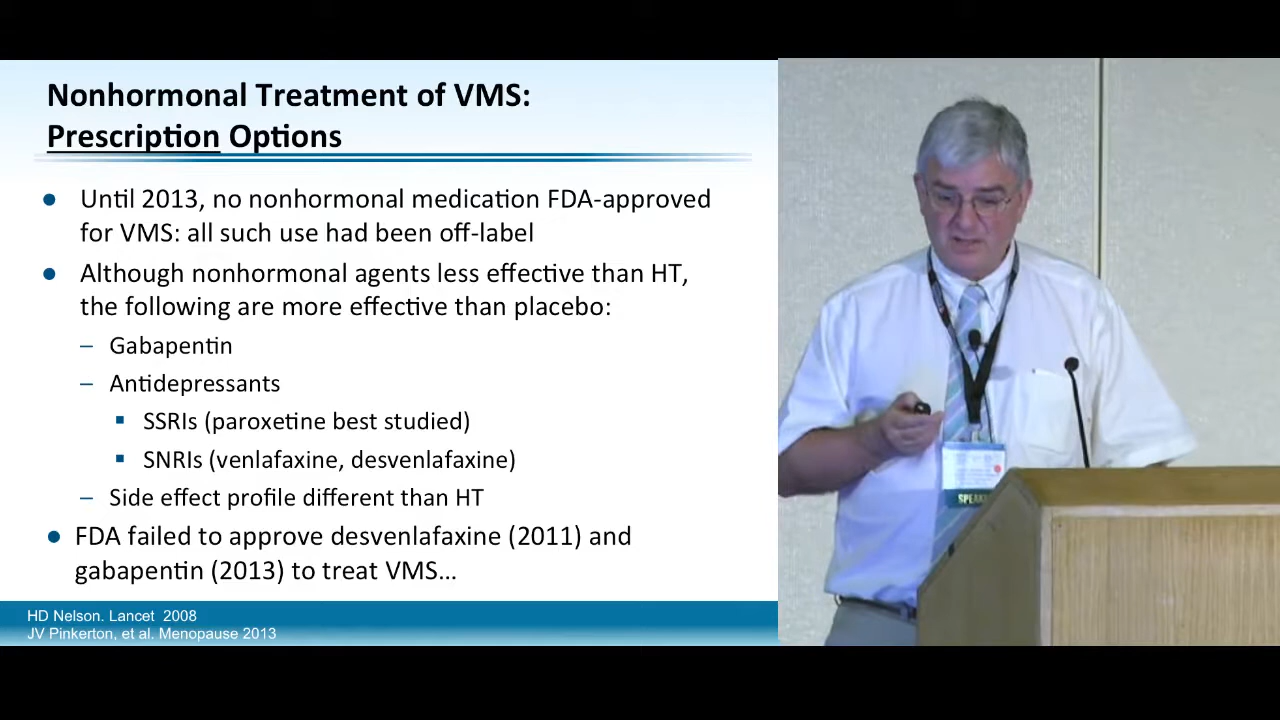 Nonhormonal Treatment of VMS:
Prescription Options
● Until 2013, no nonhormonal medication FDA-approved
for VMS: all such use had been off-label
● Although nonhormonal agents less effective than HT,
the following are more effective than placebo:
– Gabapentin
– Antidepressants
▪ SSRIs (paroxetine best studied)
▪ SNRIs (venlafaxine, desvenlafaxine)
– Side effect profile different than HT
● FDA failed to approve desvenlafaxine (2011) and
gabapentin (2013) to treat VMS...
HD Nelson. Lancet  2008
JV Pinkerton, et al. Menopause 2013